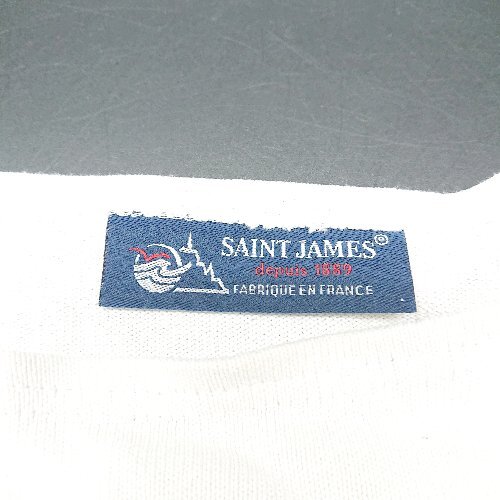 SAINT JAMES®
depuis 1889
FABRIQUE EN FRANCE